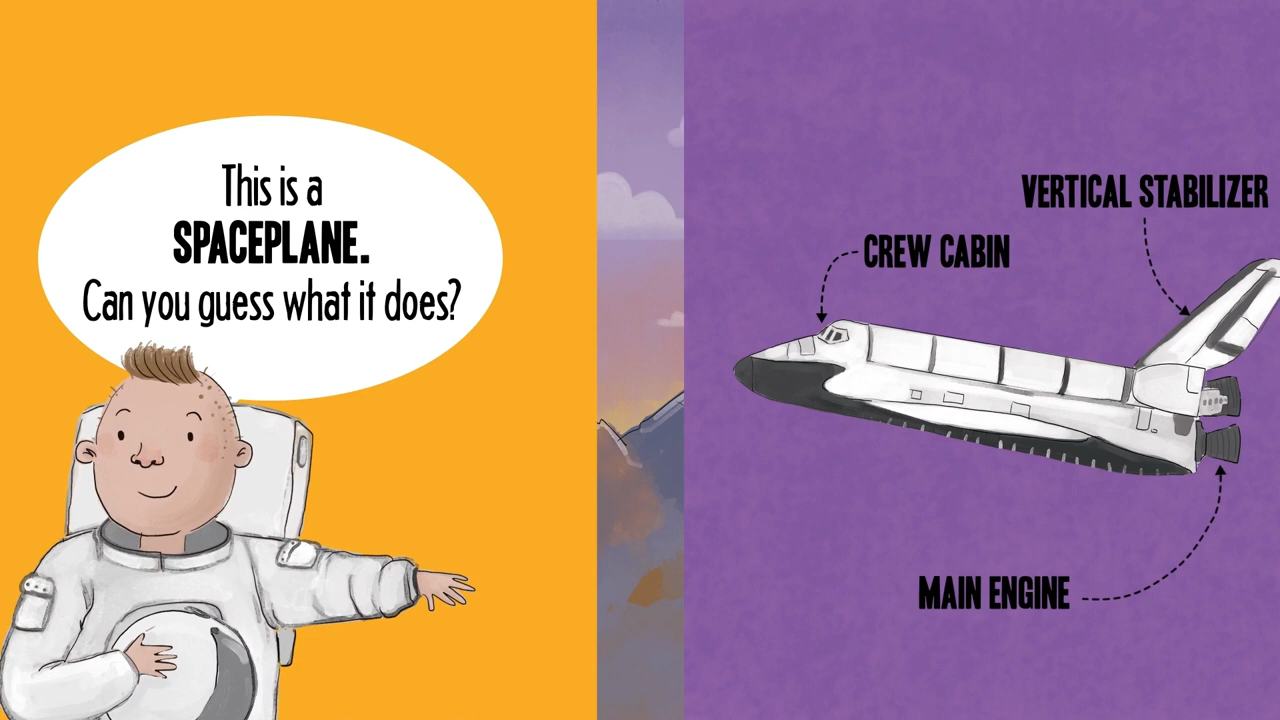 This is a
SPACEPLANE.
Can you guess what it does?
VERTICAL STABILIZER
CREW CABIN
MAIN ENGINE